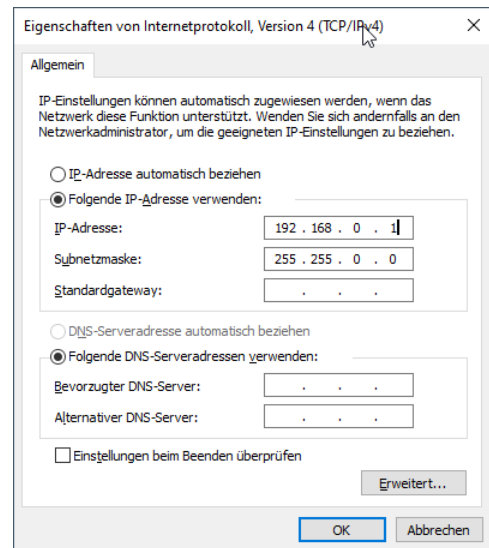 Eigenschaften von Internetprotokoll, Version 4 (TCP/IPv4)
Allgemein
IP-Einstellungen können automatisch zugewiesen werden, wenn das
Netzwerk diese Funktion unterstützt. Wenden Sie sich andernfalls an den
Netzwerkadministrator, um die geeigneten IP-Einstellungen zu beziehen.
IP-Adresse automatisch beziehen
Folgende IP-Adresse verwenden:
IP-Adresse: 192 . 168 . 0 . 1
Subnetzmaske: 255 . 255 . 0 . 0
Standardgateway: . . .
DNS-Serveradresse automatisch beziehen
Folgende DNS-Serveradressen verwenden:
Bevorzugter DNS-Server: . . .
Alternativer DNS-Server: . . .
Einstellungen beim Beenden überprüfen
Erweitert...
OK Abbrechen